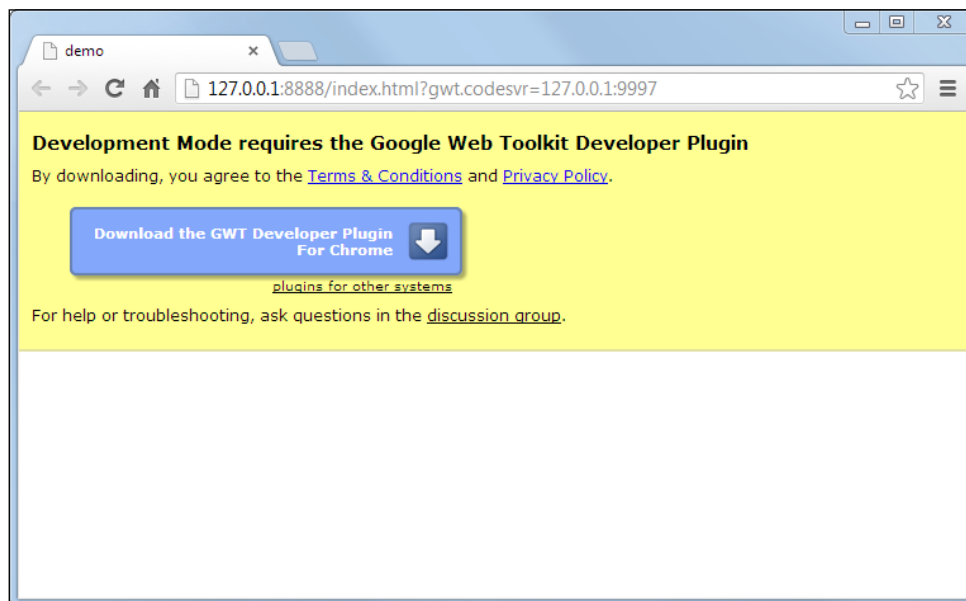 demo
127.0.0.1:8888/index.html?gwt.codesvr=127.0.0.1:9997
Development Mode requires the Google Web Toolkit Developer Plugin
By downloading, you agree to the Terms & Conditions and Privacy Policy.
Download the GWT Developer Plugin
For Chrome
plugins for other systems
For help or troubleshooting, ask questions in the discussion group.